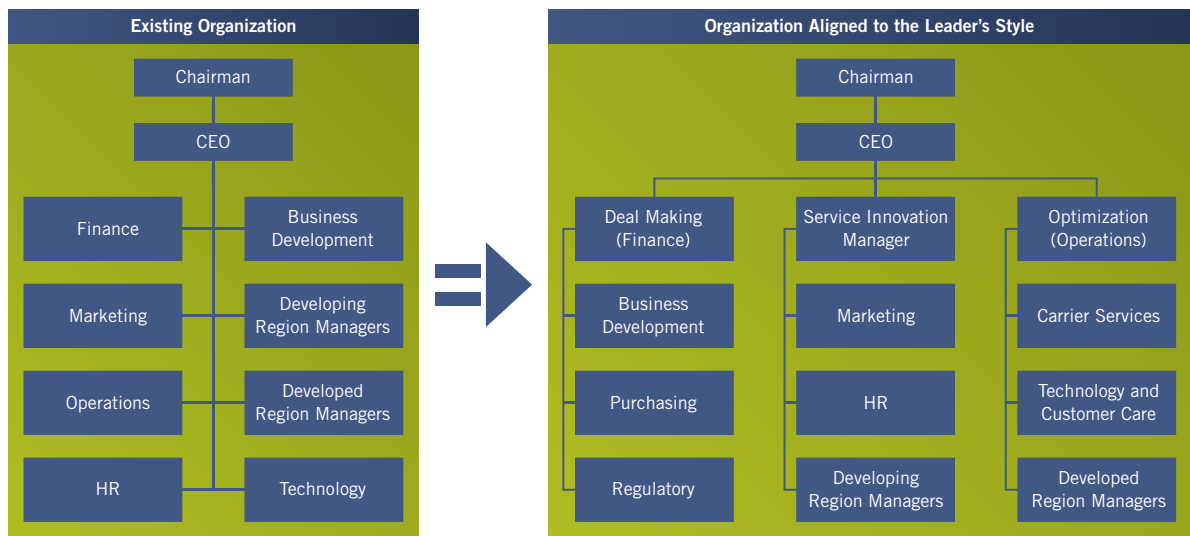 Existing Organization
Chairman
CEO
Finance
Business
Development
Marketing
Developing
Region Managers
Operations
Developed
Region Managers
HR
Technology
Organization Aligned to the Leader's Style
Chairman
CEO
Deal Making
(Finance)
Service Innovation
Manager
Optimization
(Operations)
Business
Development
Marketing
Carrier Services
Purchasing
HR
Technology and
Customer Care
Regulatory
Developing
Region Managers
Developed
Region Managers